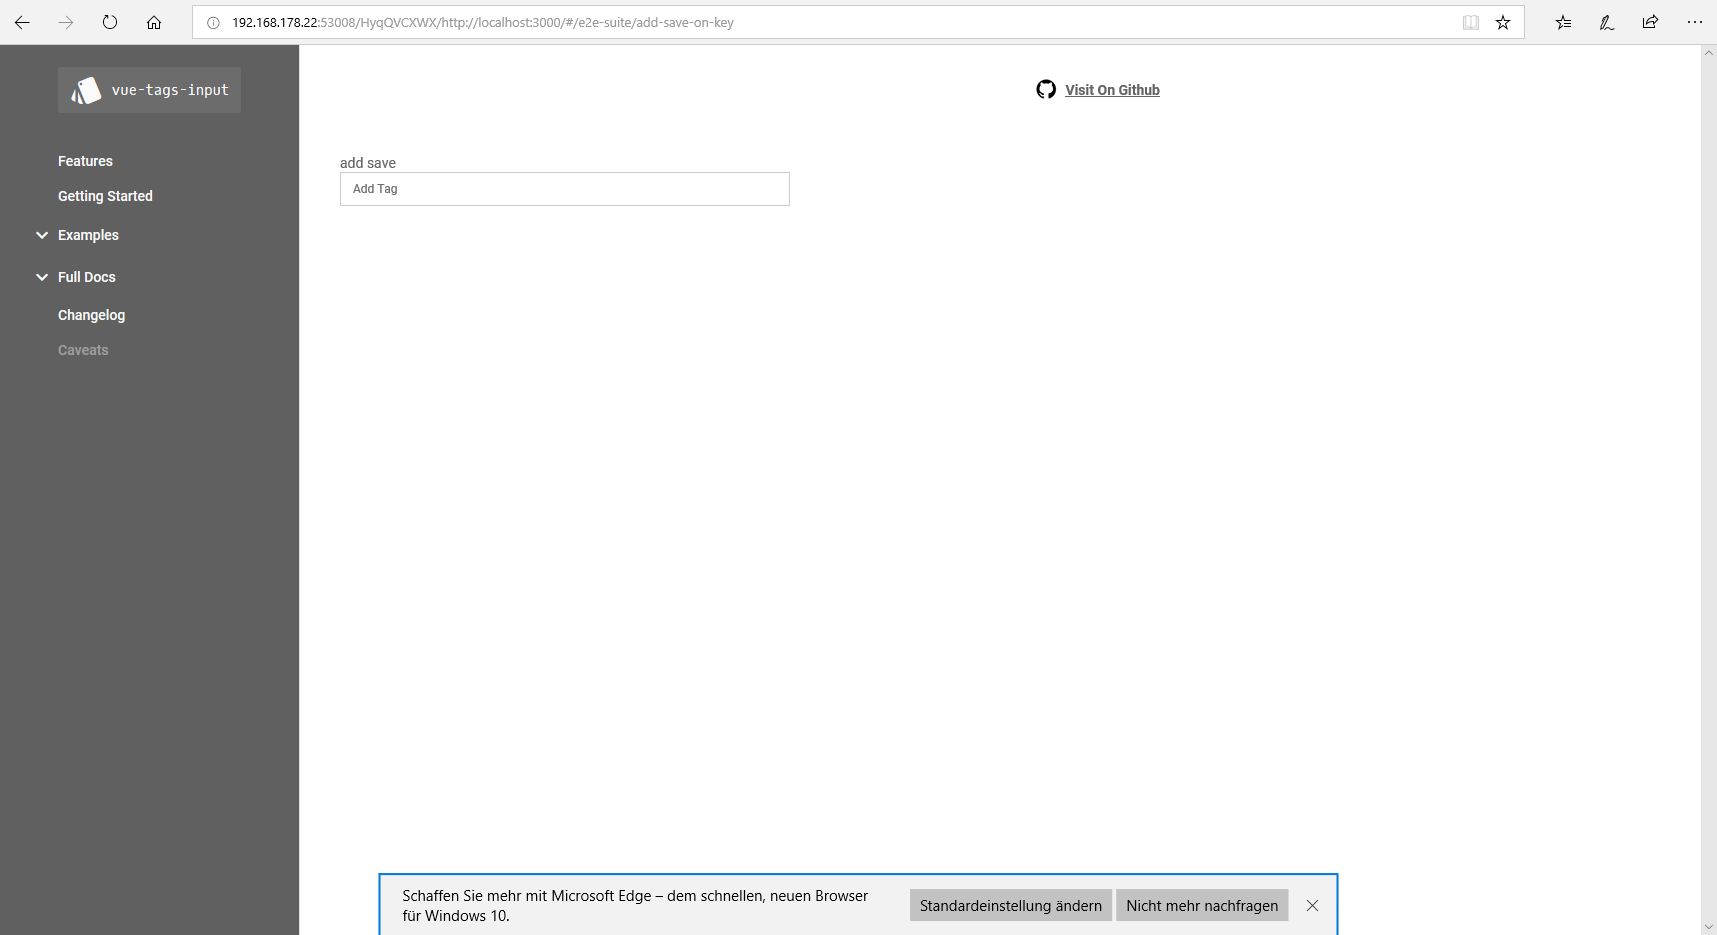 192.168.178.22:53008/HyqQVCXWX/http://localhost:3000/#/e2e-suite/add-save-on-key
vue-tags-input
Visit On Github
Features
Getting Started
Examples
Full Docs
Changelog
Caveats
add save
Add Tag
Schaffen Sie mehr mit Microsoft Edge – dem schnellen, neuen Browser
für Windows 10.
Standardeinstellung ändern
Nicht mehr nachfragen